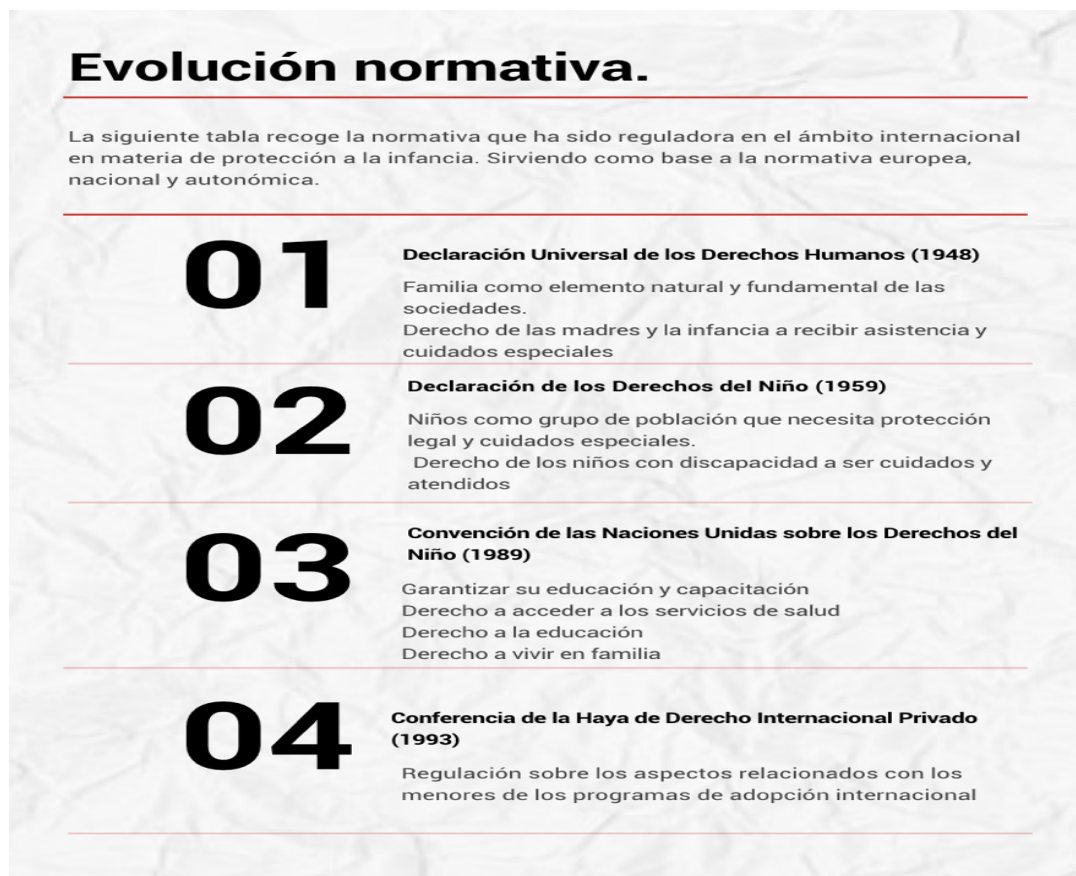 Evolución normativa.
La siguiente tabla recoge la normativa que ha sido reguladora en el ámbito internacional
en materia de protección a la infancia. Sirviendo como base a la normativa europea,
nacional y autonómica.
01
Declaración Universal de los Derechos Humanos (1948)
Familia como elemento natural y fundamental de las
sociedades.
Derecho de las madres y la infancia a recibir asistencia y
cuidados especiales
02
Declaración de los Derechos del Niño (1959)
Niños como grupo de población que necesita protección
legal y cuidados especiales.
Derecho de los niños con discapacidad a ser cuidados y
atendidos
03
Convención de las Naciones Unidas sobre los Derechos del
Niño (1989)
Garantizar su educación y capacitación
Derecho a acceder a los servicios de salud
Derecho a la educación
Derecho a vivir en familia
04
Conferencia de la Haya de Derecho Internacional Privado
(1993)
Regulación sobre los aspectos relacionados con los
menores de los programas de adopción internacional